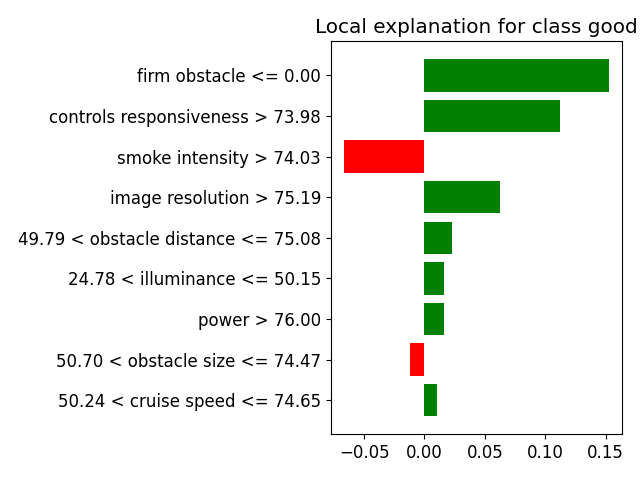 Local explanation for class good
firm obstacle <= 0.00
controls responsiveness > 73.98
smoke intensity > 74.03
image resolution > 75.19
49.79 < obstacle distance <= 75.08
24.78 < illuminance <= 50.15
power > 76.00
50.70 < obstacle size <= 74.47
50.24 < cruise speed <= 74.65
−0.05 0.00 0.05 0.10 0.15